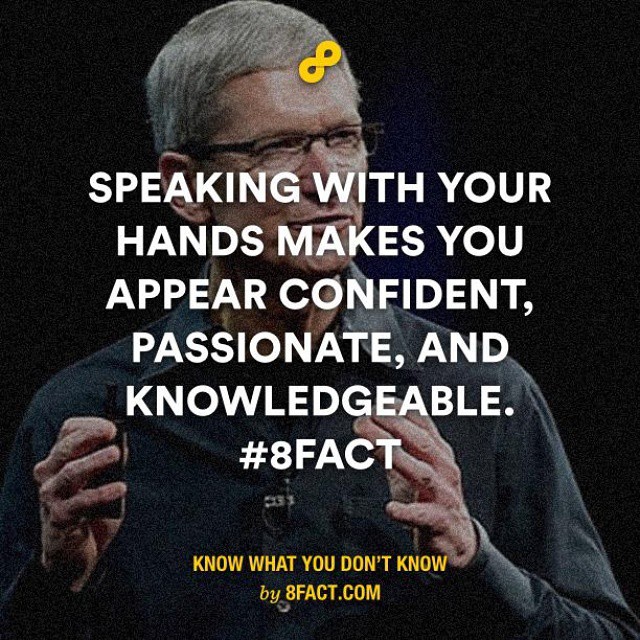 SPEAKING WITH YOUR
HANDS MAKES YOU
APPEAR CONFIDENT,
PASSIONATE, AND
KNOWLEDGEABLE.
#8FACT
KNOW WHAT YOU DON'T KNOW
by 8FACT.COM